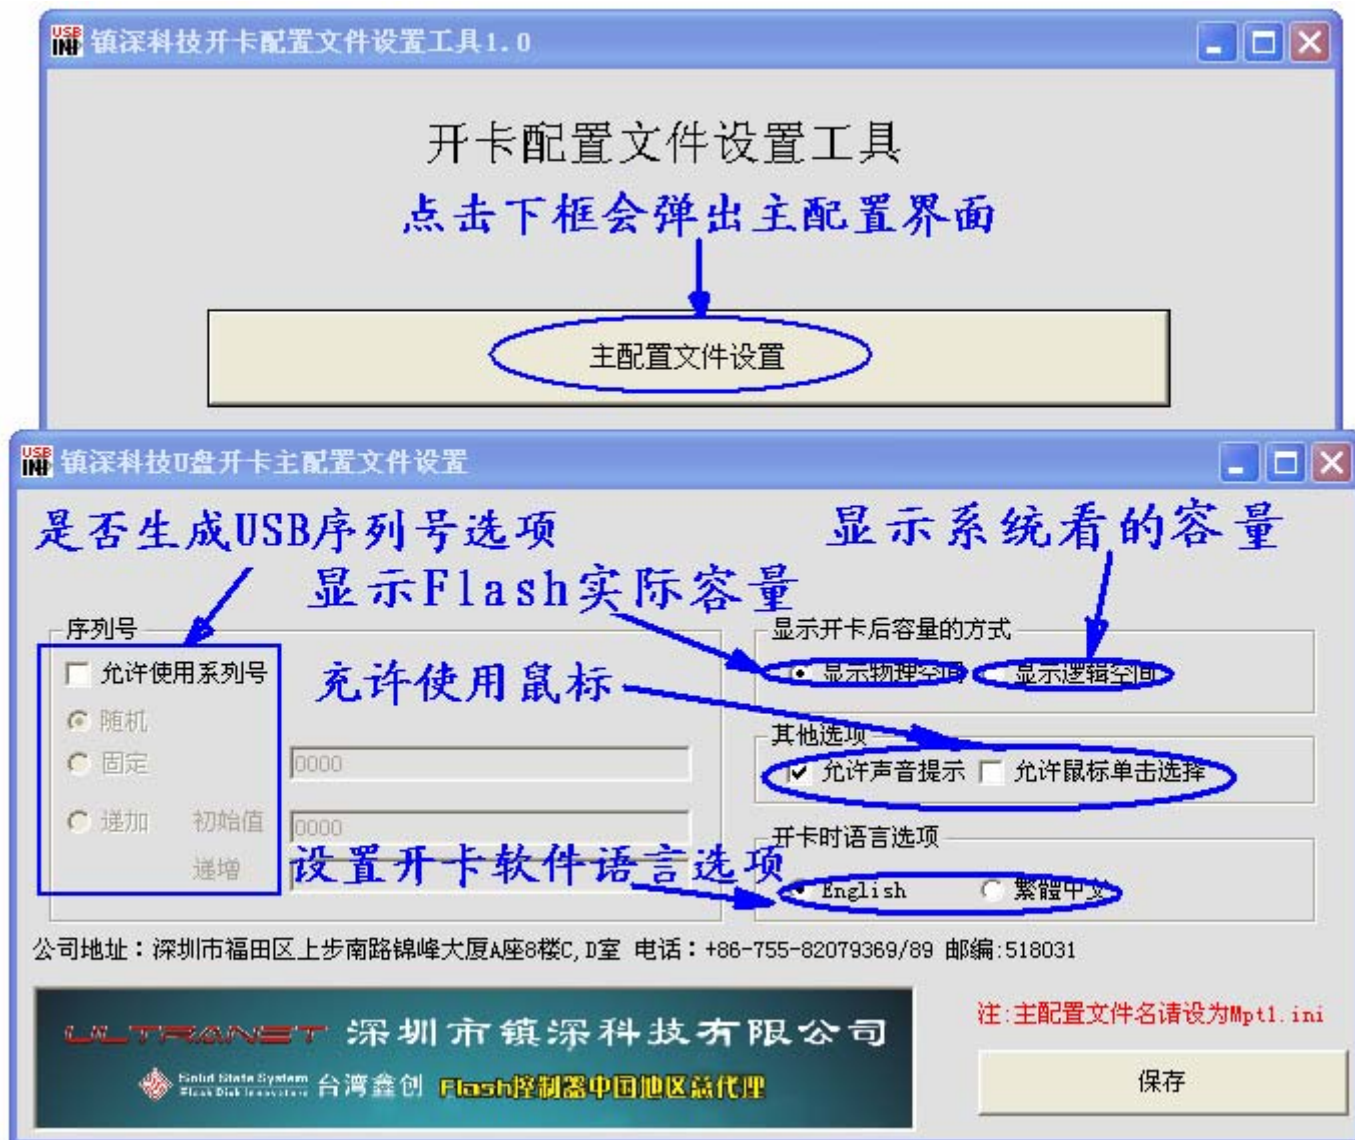 镇深科技开卡配置文件设置工具1.0
开卡配置文件设置工具
点击下框会弹出主配置界面
主配置文件设置
镇深科技U盘开卡主配置文件设置
是否生成USB序列号选项
显示系统看的容量
显示Flash实际容量
序列号
显示开卡后容量的方式
允许使用系列号
充许使用鼠标
显示物理空间
显示逻辑空间
随机
其他选项
固定
0000
允许声音提示
允许鼠标单击选择
递加
初始值
0000
开卡时语言选项
递增
设置开卡软件语言选项
English
繁體中文
公司地址：深圳市福田区上步南路锦峰大厦A座8楼C,D室 电话：+86-755-82079369/89 邮编:518031
ULTRANET 深圳市镇深科技有限公司
注:主配置文件名请设为Mpt1.ini
Solid State System
台湾鑫创 Flash控制器中国地区总代理
保存